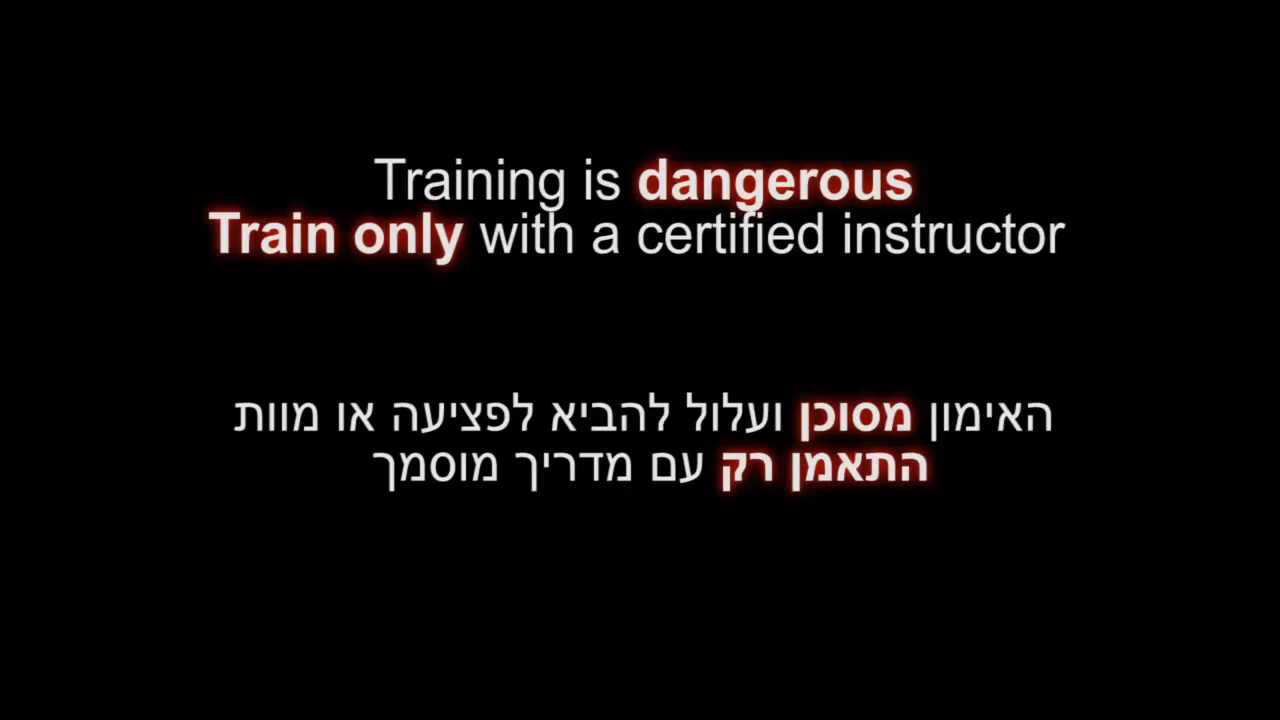 Training is dangerous
Train only with a certified instructor
האימון מסוכן ועלול להביא לפציעה או מוות
התאמן רק עם מדריך מוסמך